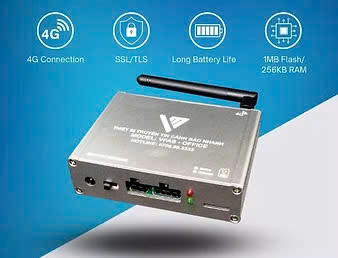 4G
4G Connection
SSL/TLS
Long Battery Life
1MB Flash/
256KB RAM
THIẾT BỊ TRUYỀN TIN CẢNH BÁO NHANH
MODEL: VFAS - OFFICE